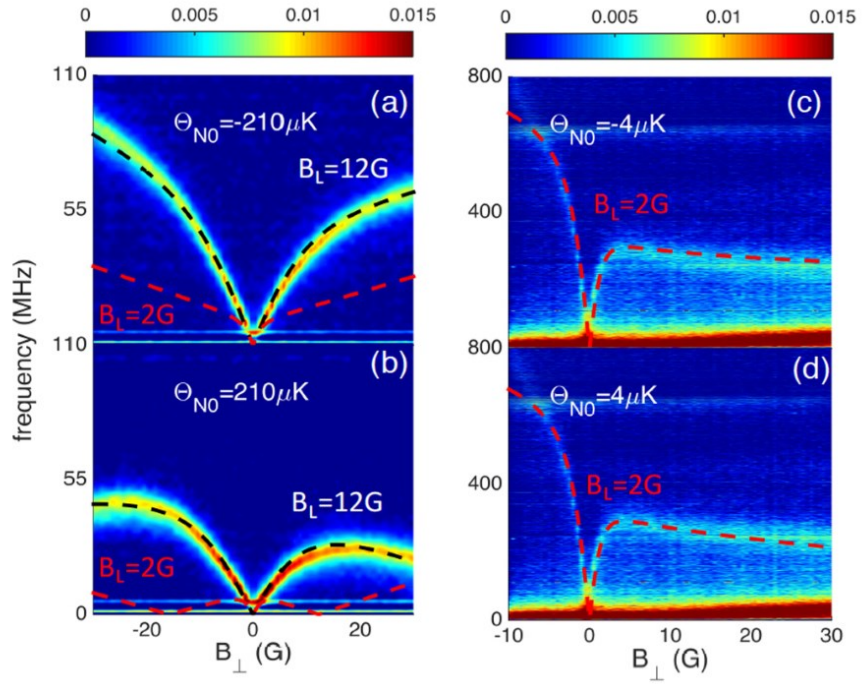 0 0.005 0.01 0.015
0 0.005 0.01 0.015
frequency (MHz)
110
55
110
55
0
(a)
Θ_N0=-210μK
B_L=12G
B_L=2G
(b)
Θ_N0=210μK
B_L=12G
B_L=2G
-20 0 20
B_⊥ (G)
800
400
800
400
0
(c)
Θ_N0=-4μK
B_L=2G
(d)
Θ_N0=4μK
B_L=2G
-10 0 10 20 30
B_⊥ (G)